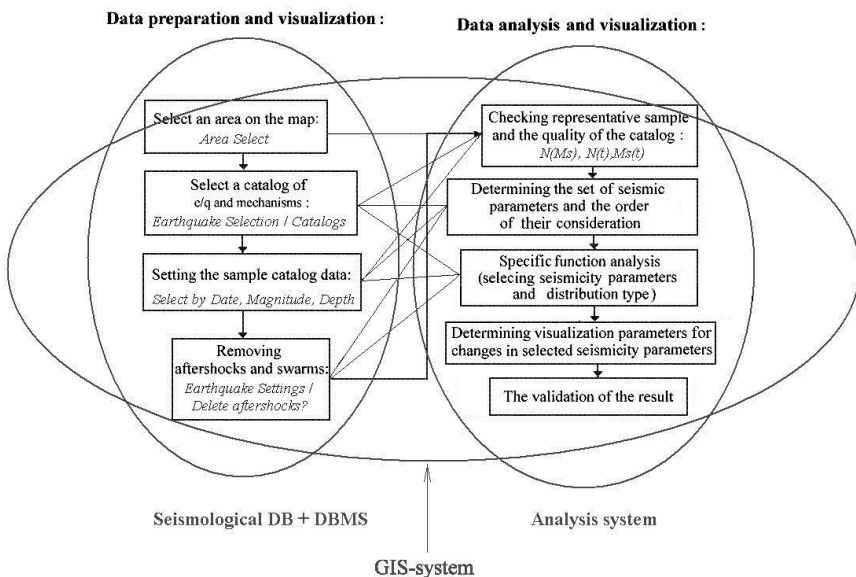 Data preparation and visualization :
Select an area on the map:
Area Select
Select a catalog of
e/q and mechanisms :
Earthquake Selection / Catalogs
Setting the sample catalog data:
Select by Date, Magnitude, Depth
Removing
aftershocks and swarms:
Earthquake Settings /
Delete aftershocks?
Seismological DB + DBMS
Data analysis and visualization :
Checking representative sample
and the quality of the catalog :
N(Ms), N(t),Ms(t)
Determining the set of seismic
parameters and the order
of their consideration
Specific function analysis
(selecing seismicity parameters
and distribution type)
Determining visualization parameters for
changes in selected seismicity parameters
The validation of the result
Analysis system
GIS-system